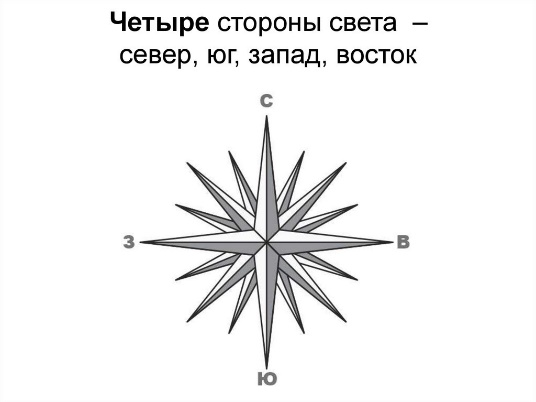 Четыре стороны света –
север, юг, запад, восток
С
З
В
Ю